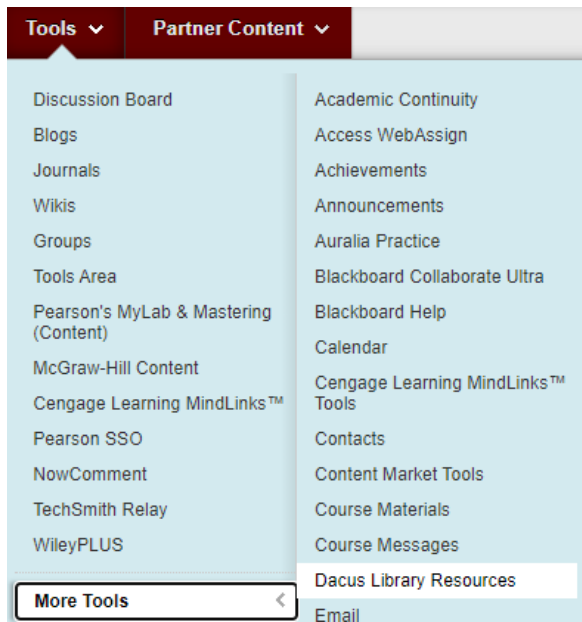 Tools
Partner Content
Discussion Board
Blogs
Journals
Wikis
Groups
Tools Area
Pearson's MyLab & Mastering
(Content)
McGraw-Hill Content
Cengage Learning MindLinks™
Pearson SSO
NowComment
TechSmith Relay
WileyPLUS
More Tools
Academic Continuity
Access WebAssign
Achievements
Announcements
Auralia Practice
Blackboard Collaborate Ultra
Blackboard Help
Calendar
Cengage Learning MindLinks™
Tools
Contacts
Content Market Tools
Course Materials
Course Messages
Dacus Library Resources
Email